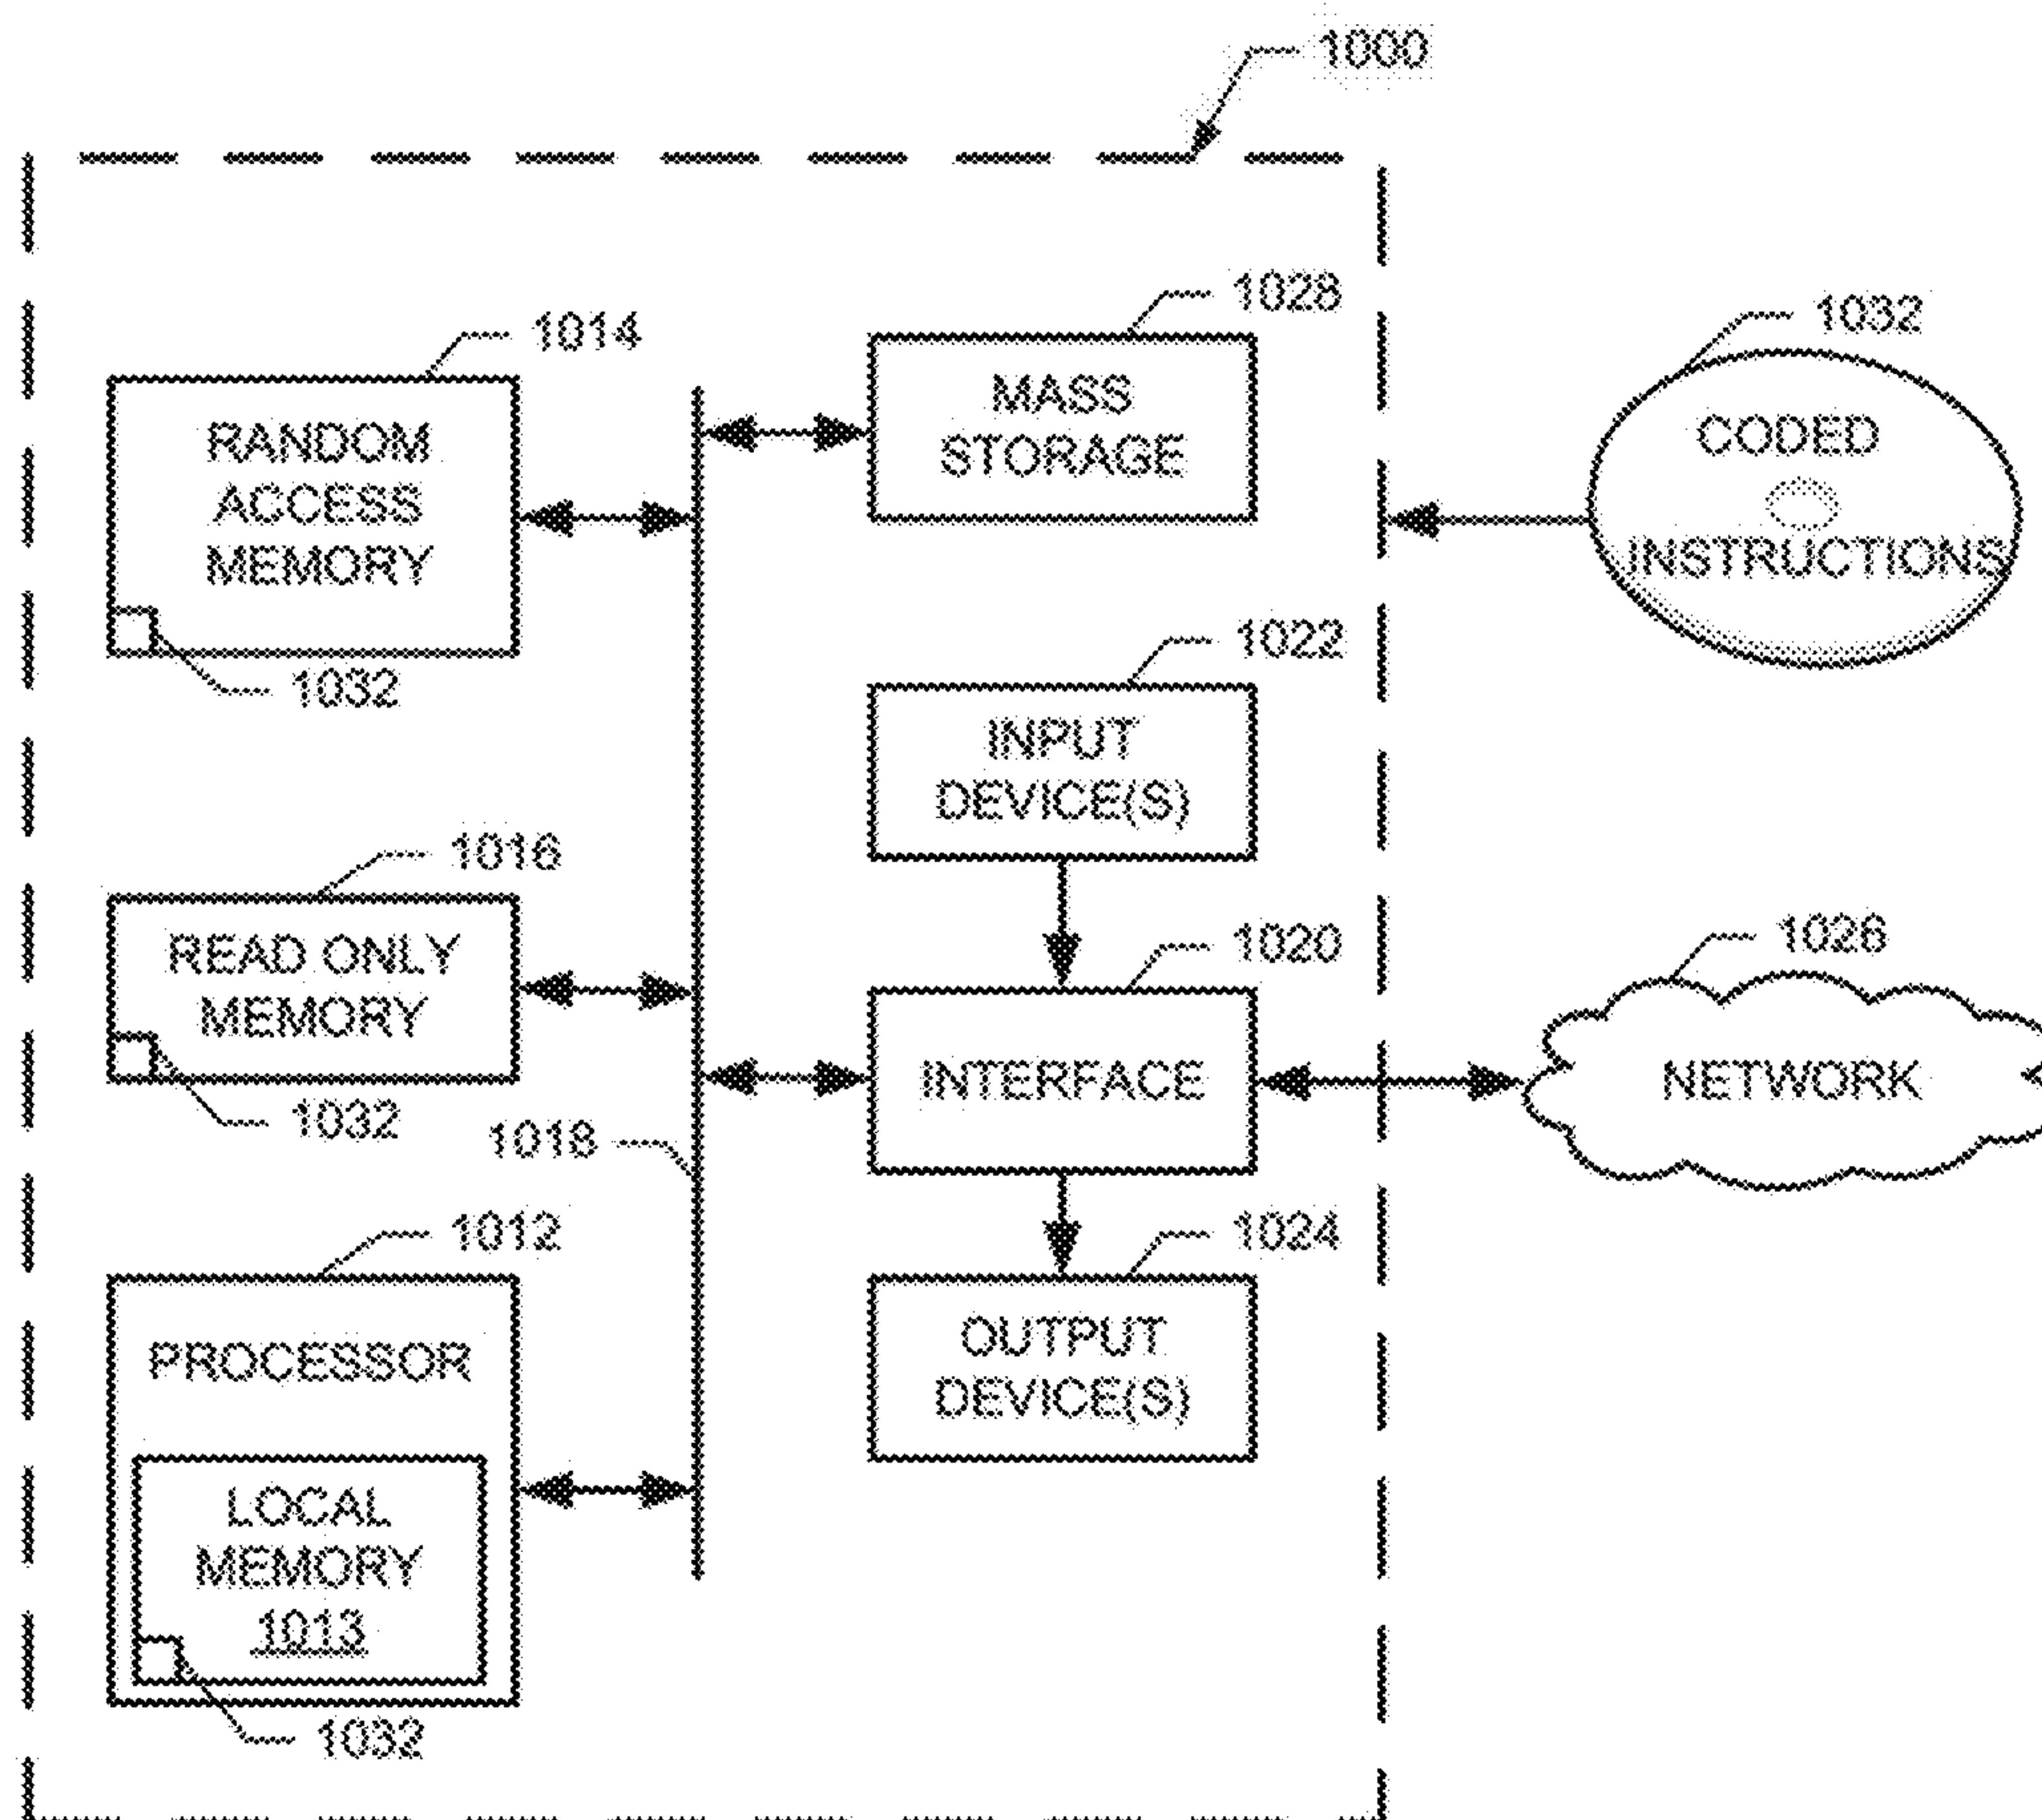 1000
1028
1014
1032
MASS
STORAGE
RANDOM
ACCESS
MEMORY
CODED
INSTRUCTIONS
1032
1022
INPUT
DEVICE(S)
1016
READ ONLY
MEMORY
1032
1020
1026
INTERFACE
NETWORK
1018
1012
1024
PROCESSOR
OUTPUT
DEVICE(S)
LOCAL
MEMORY
1013
1032